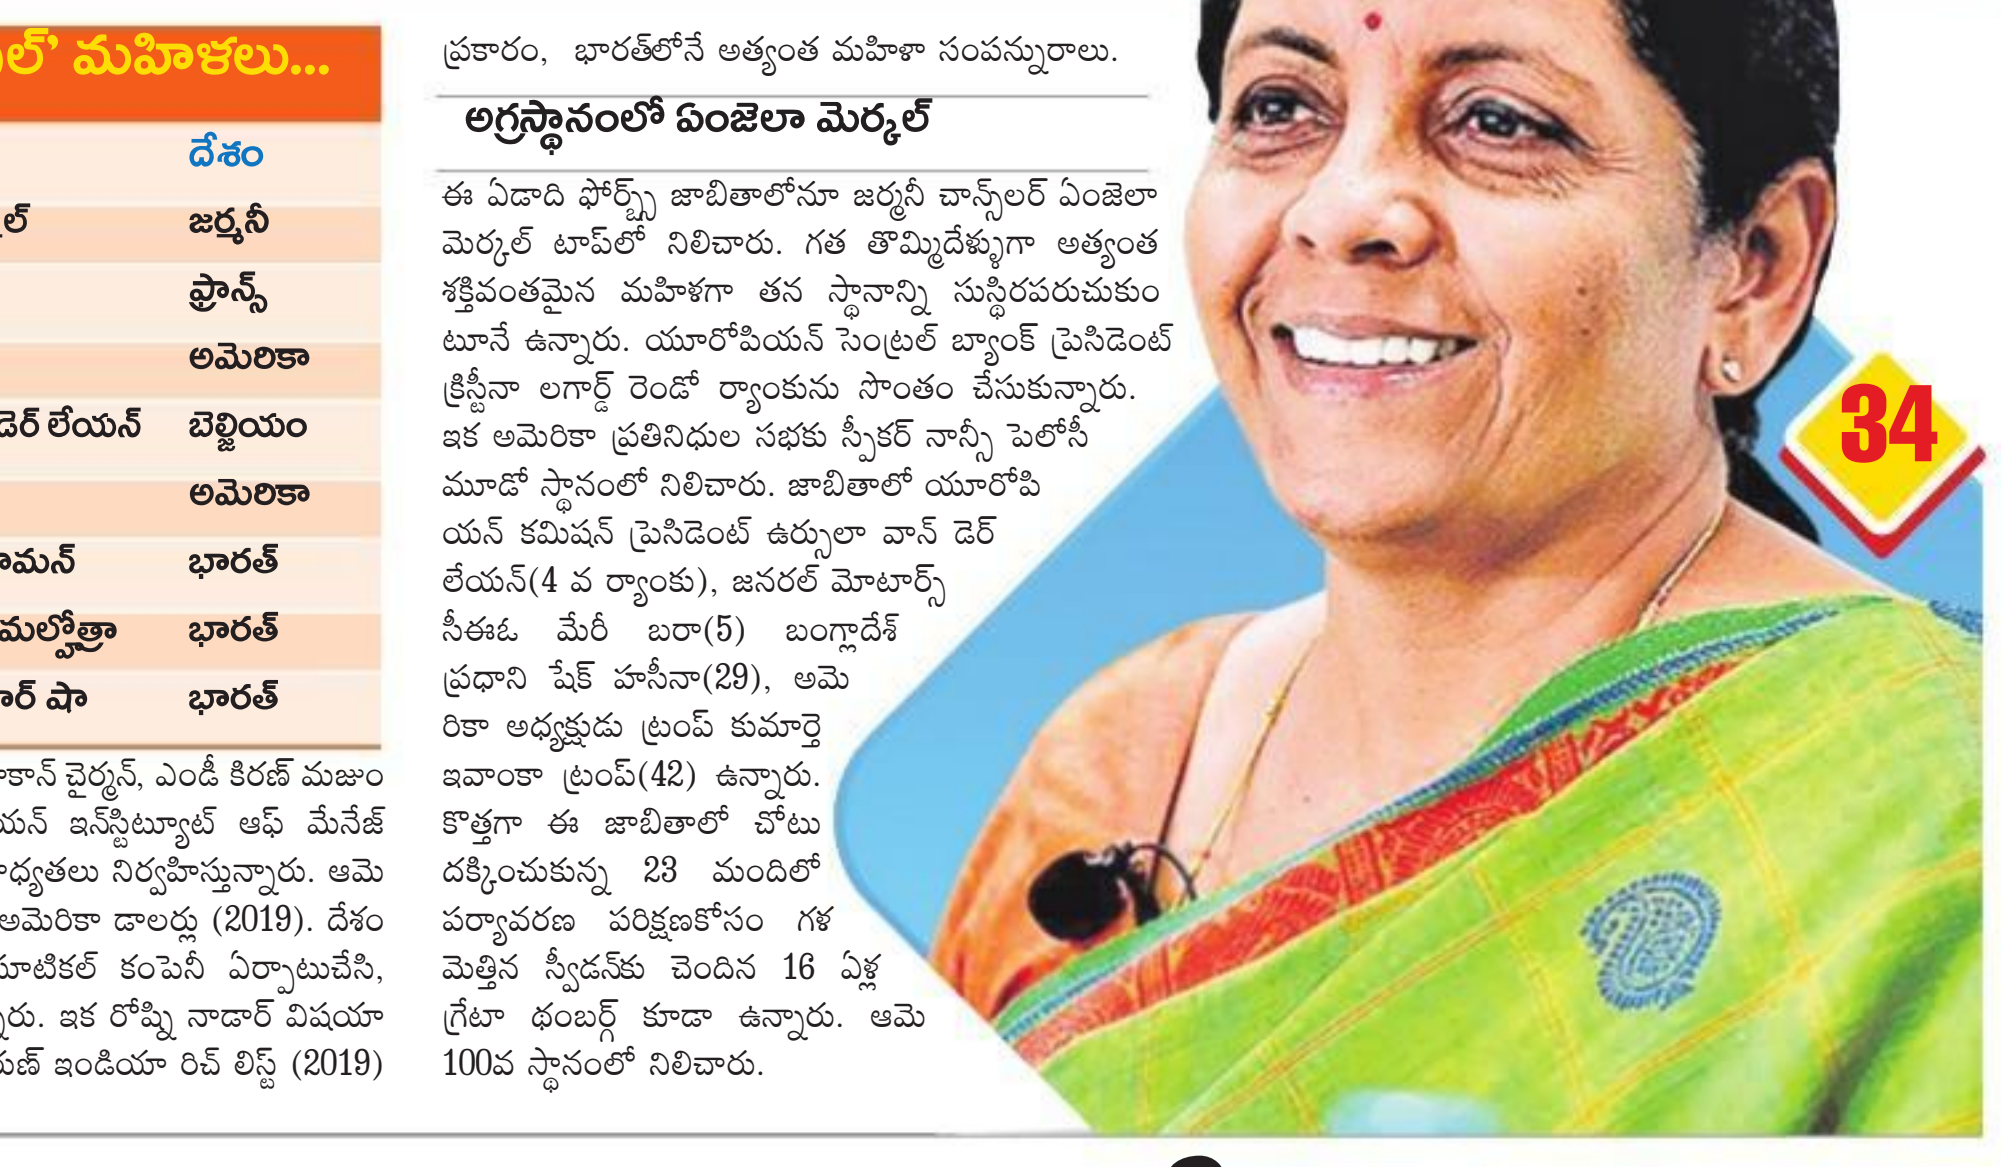 మహిళలు...
దేశం
జర్మనీ
ఫ్రాన్స్
అమెరికా
డెర్ లేయన్ బెల్జియం
అమెరికా
భారత్
మల్హోత్రా భారత్
షా భారత్
చైర్మన్, ఎండీ కిరణ్ మజుం
ఇన్‌స్టిట్యూట్ ఆఫ్ మేనేజ్
నిర్వహిస్తున్నారు. ఆమె
అమెరికా డాలర్లు (2019). దేశం
కంపెనీ ఏర్పాటుచేసి,
ఇక రోష్ని నాడార్ విషయా
ఇండియా రిచ్ లిస్ట్ (2019)
ప్రకారం, భారత్‌లోనే అత్యంత మహిళా సంపన్నురాలు.
అగ్రస్థానంలో ఏంజెలా మెర్కల్
ఈ ఏడాది ఫోర్బ్స్ జాబితాలోనూ జర్మనీ చాన్స్‌లర్ ఏంజెలా
మెర్కల్ టాప్‌లో నిలిచారు. గత తొమ్మిదేళ్ళుగా అత్యంత
శక్తివంతమైన మహిళగా తన స్థానాన్ని సుస్థిరపరుచుకుం
టూనే ఉన్నారు. యూరోపియన్ సెంట్రల్ బ్యాంక్ ప్రెసిడెంట్
క్రిస్టీనా లగార్డ్ రెండో ర్యాంకును సొంతం చేసుకున్నారు.
ఇక అమెరికా ప్రతినిధుల సభకు స్పీకర్ నాన్సీ పెలోసీ
మూడో స్థానంలో నిలిచారు. జాబితాలో యూరోపి
యన్ కమిషన్ ప్రెసిడెంట్ ఉర్సులా వాన్ డెర్
లేయన్(4 వ ర్యాంకు), జనరల్ మోటార్స్
సీఈఓ మేరీ బరా(5) బంగ్లాదేశ్
ప్రధాని షేక్ హసీనా(29), అమె
రికా అధ్యక్షుడు ట్రంప్ కుమార్తె
ఇవాంకా ట్రంప్(42) ఉన్నారు.
కొత్తగా ఈ జాబితాలో చోటు
దక్కించుకున్న 23 మందిలో
పర్యావరణ పరిక్షణకోసం గళ
మెత్తిన స్వీడన్‌కు చెందిన 16 ఏళ్ల
గ్రేటా థంబర్గ్ కూడా ఉన్నారు. ఆమె
100వ స్థానంలో నిలిచారు.
34